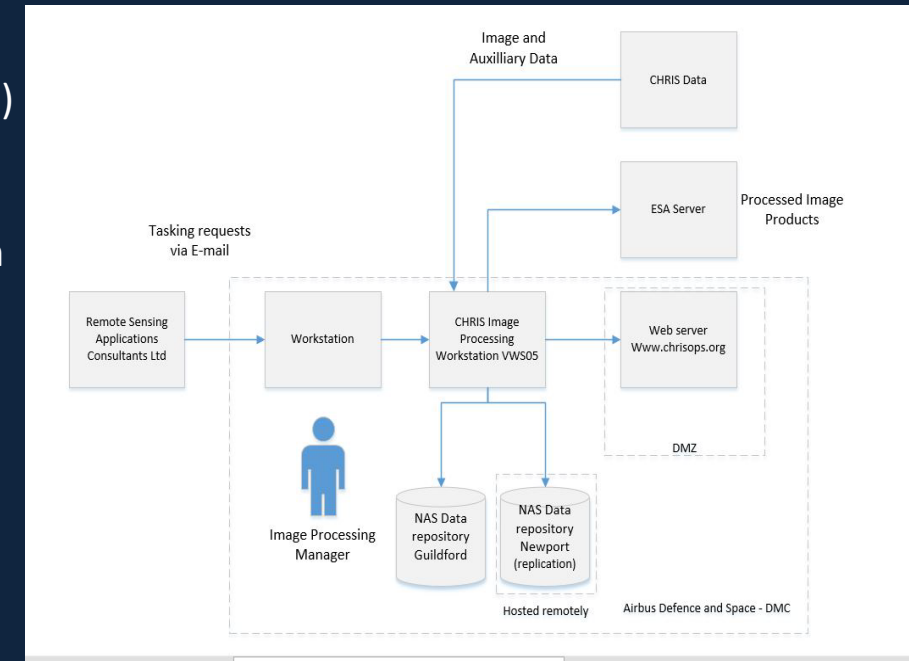 )
Image and
Auxilliary Data
CHRIS Data
ESA Server
Processed Image
Products
Tasking requests
via E-mail
Remote Sensing
Applications
Consultants Ltd
Workstation
CHRIS Image
Processing
Workstation VWS05
Web server
Www.chrisops.org
DMZ
Image Processing
Manager
NAS Data
repository
Guildford
NAS Data
repository
Newport
(replication)
Hosted remotely
Airbus Defence and Space - DMC